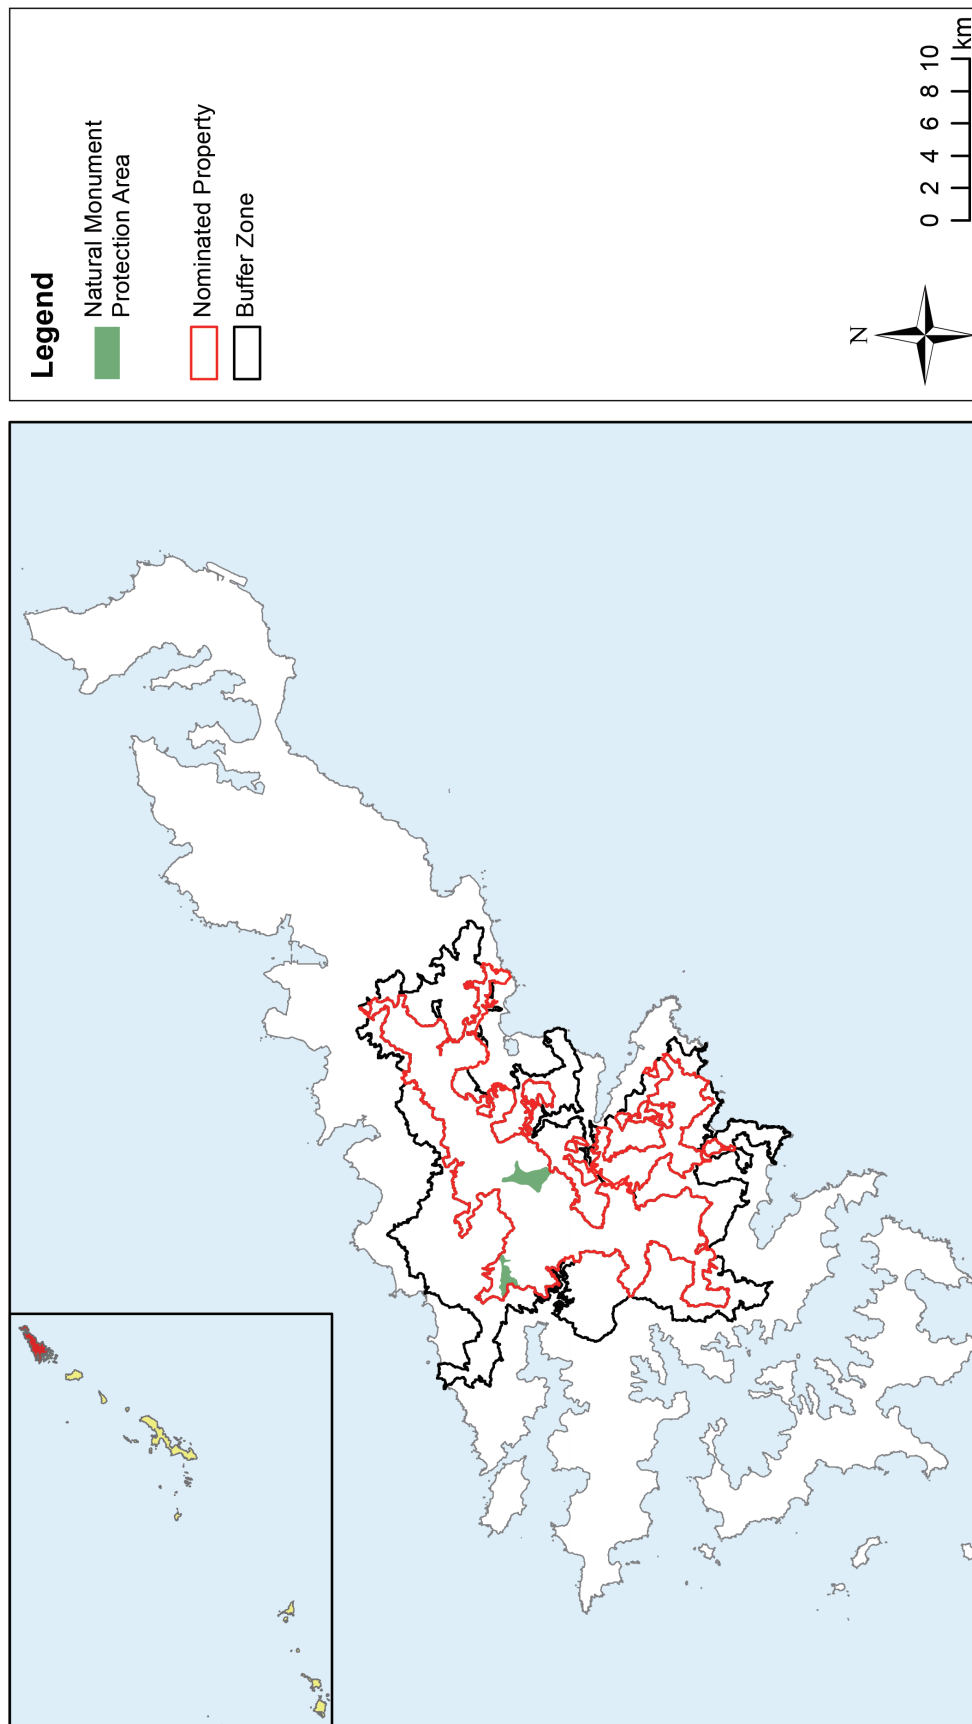 Legend
Natural Monument
Protection Area
Nominated Property
Buffer Zone
N
0 2 4 6 8 10
km